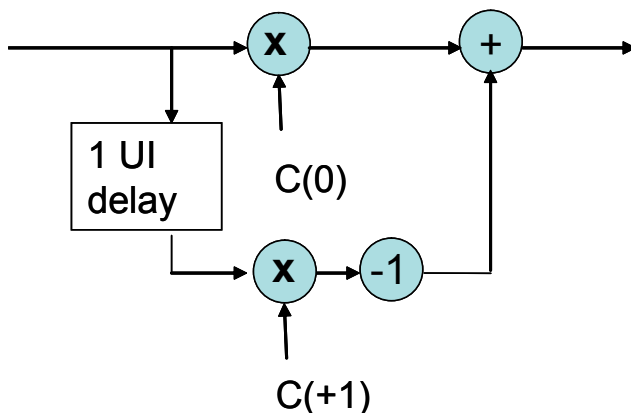 x
+
1 UI
delay
C(0)
x
-1
C(+1)